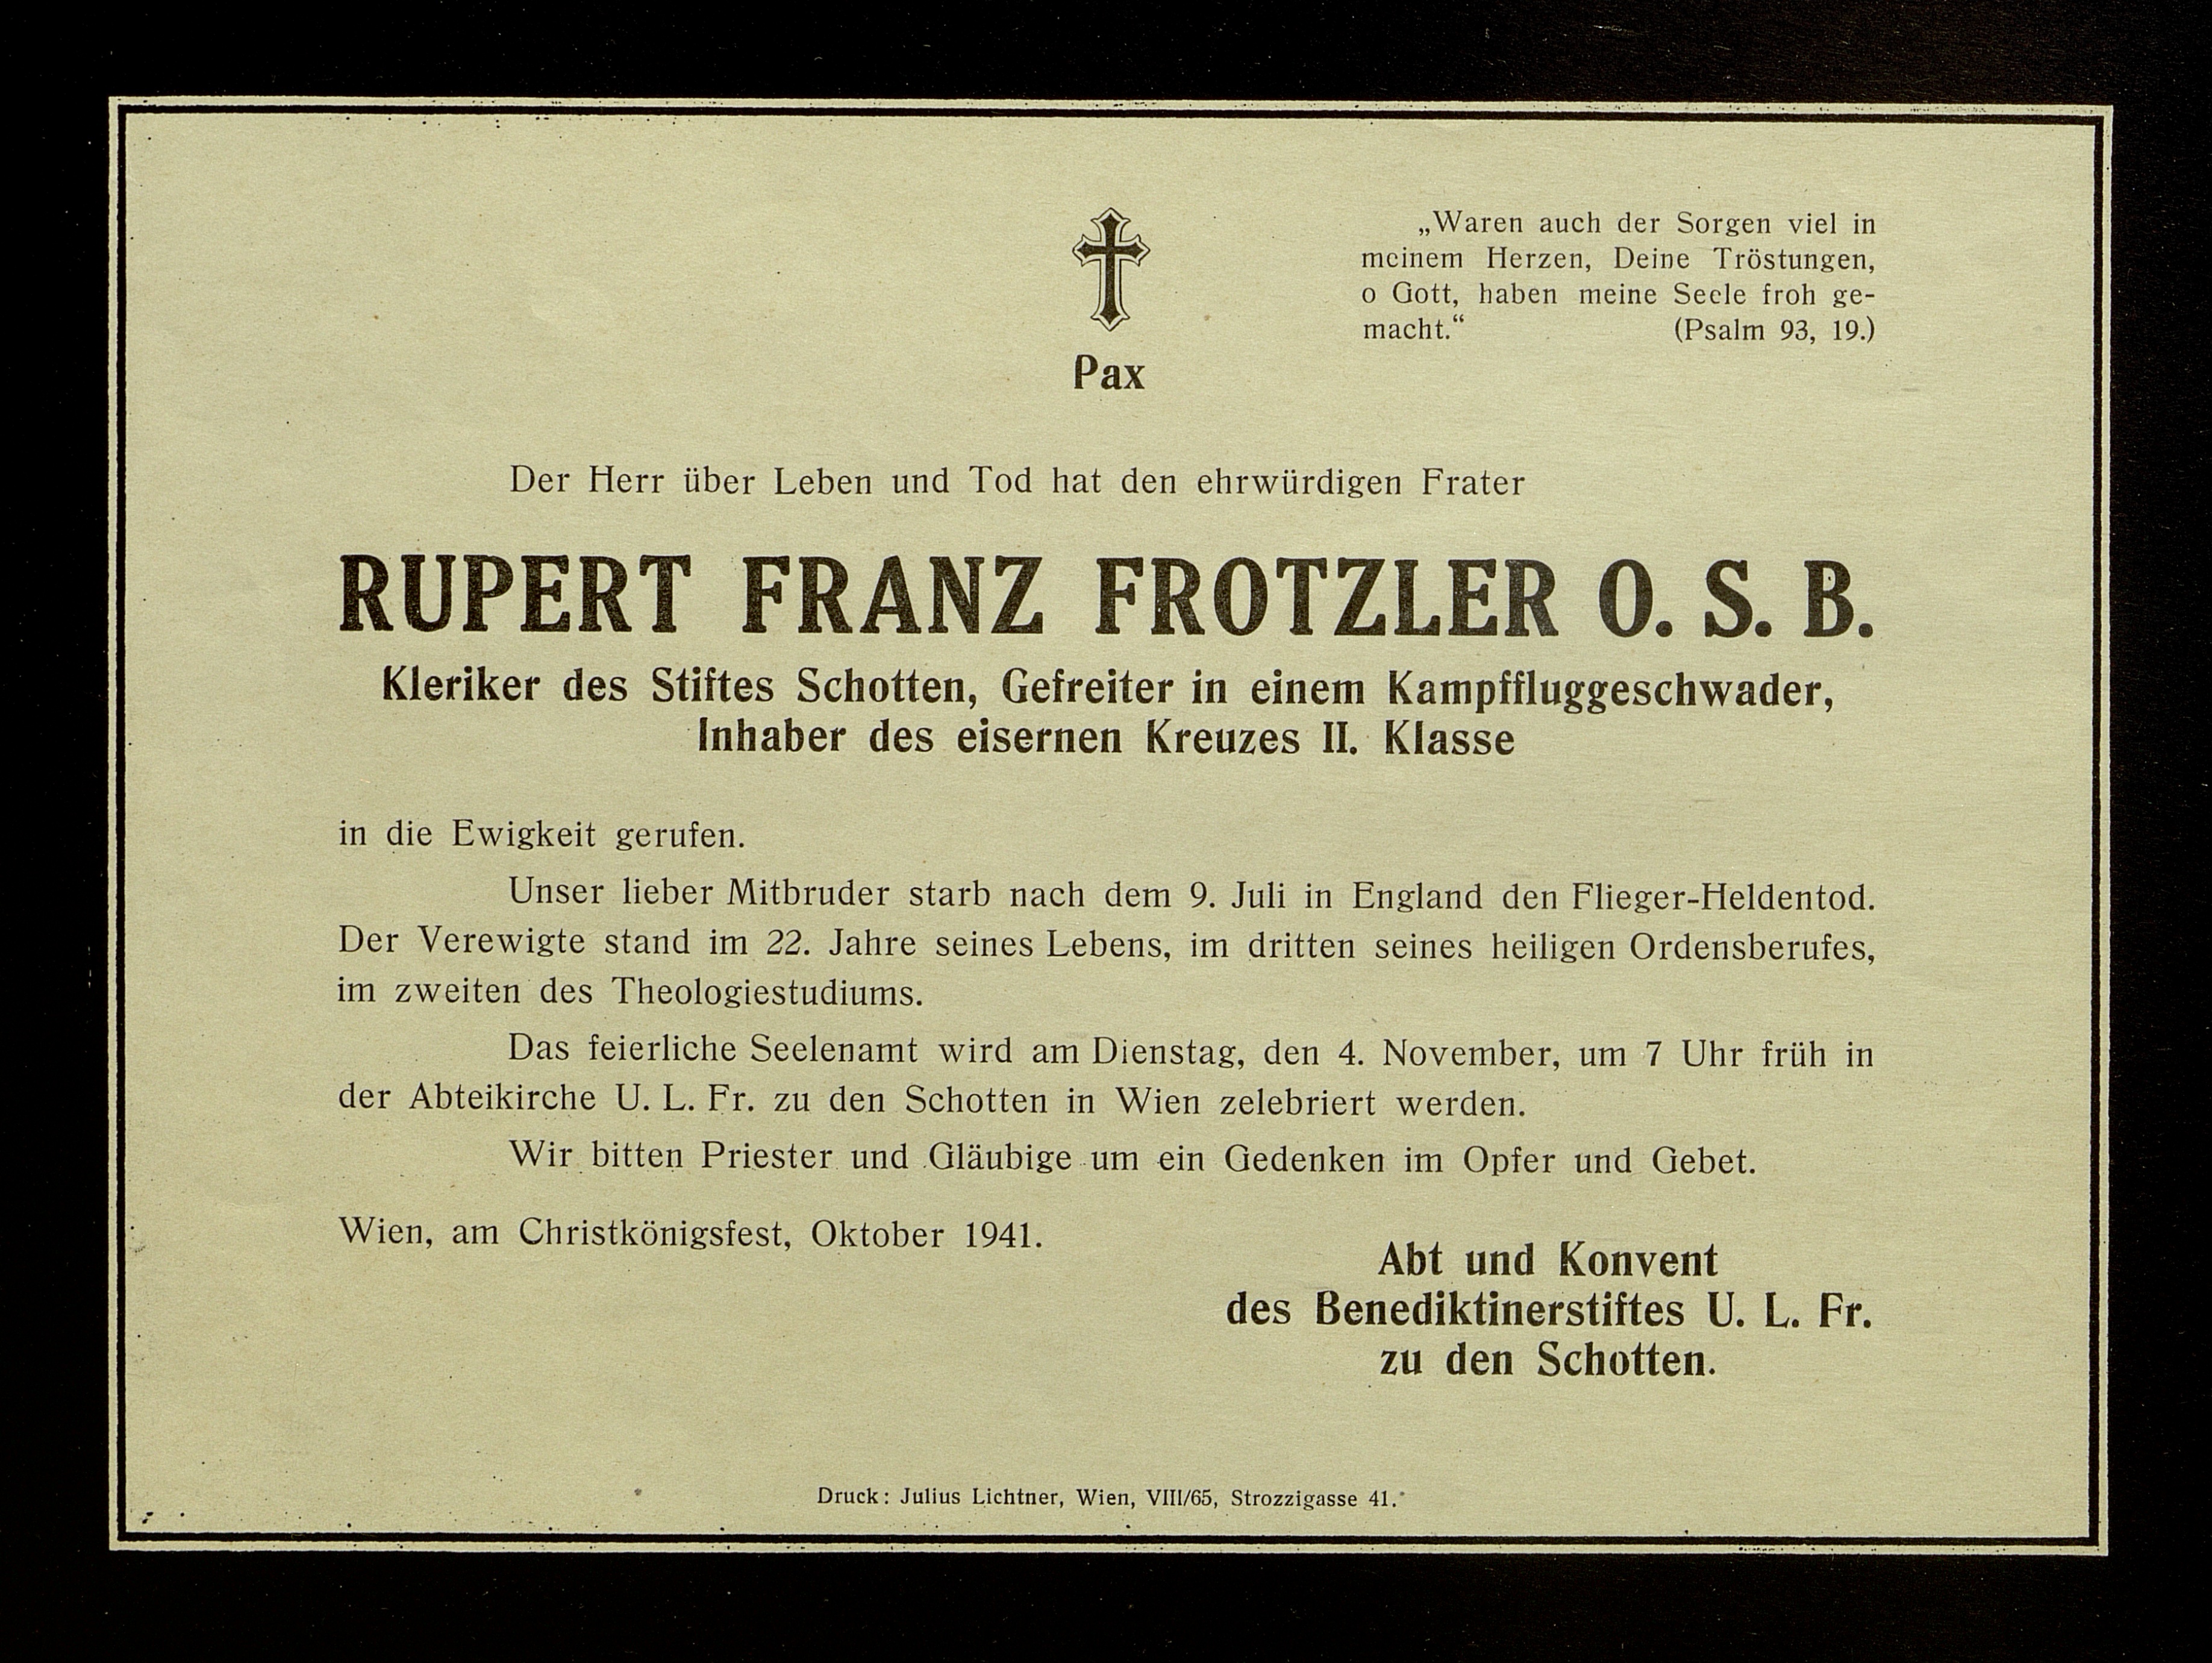 „Waren auch der Sorgen viel in
meinem Herzen, Deine Tröstungen,
o Gott, haben meine Seele froh ge-
macht.“ (Psalm 93, 19.)
Pax
Der Herr über Leben und Tod hat den ehrwürdigen Frater
RUPERT FRANZ FROTZLER O. S. B.
Kleriker des Stiftes Schotten, Gefreiter in einem Kampffluggeschwader,
Inhaber des eisernen Kreuzes II. Klasse
in die Ewigkeit gerufen.
Unser lieber Mitbruder starb nach dem 9. Juli in England den Flieger-Heldentod.
Der Verewigte stand im 22. Jahre seines Lebens, im dritten seines heiligen Ordensberufes,
im zweiten des Theologiestudiums.
Das feierliche Seelenamt wird am Dienstag, den 4. November, um 7 Uhr früh in
der Abteikirche U. L. Fr. zu den Schotten in Wien zelebriert werden.
Wir bitten Priester und Gläubige um ein Gedenken im Opfer und Gebet.
Wien, am Christkönigsfest, Oktober 1941.
Abt und Konvent
des Benediktinerstiftes U. L. Fr.
zu den Schotten.
Druck: Julius Lichtner, Wien, VIII/65, Strozzigasse 41.